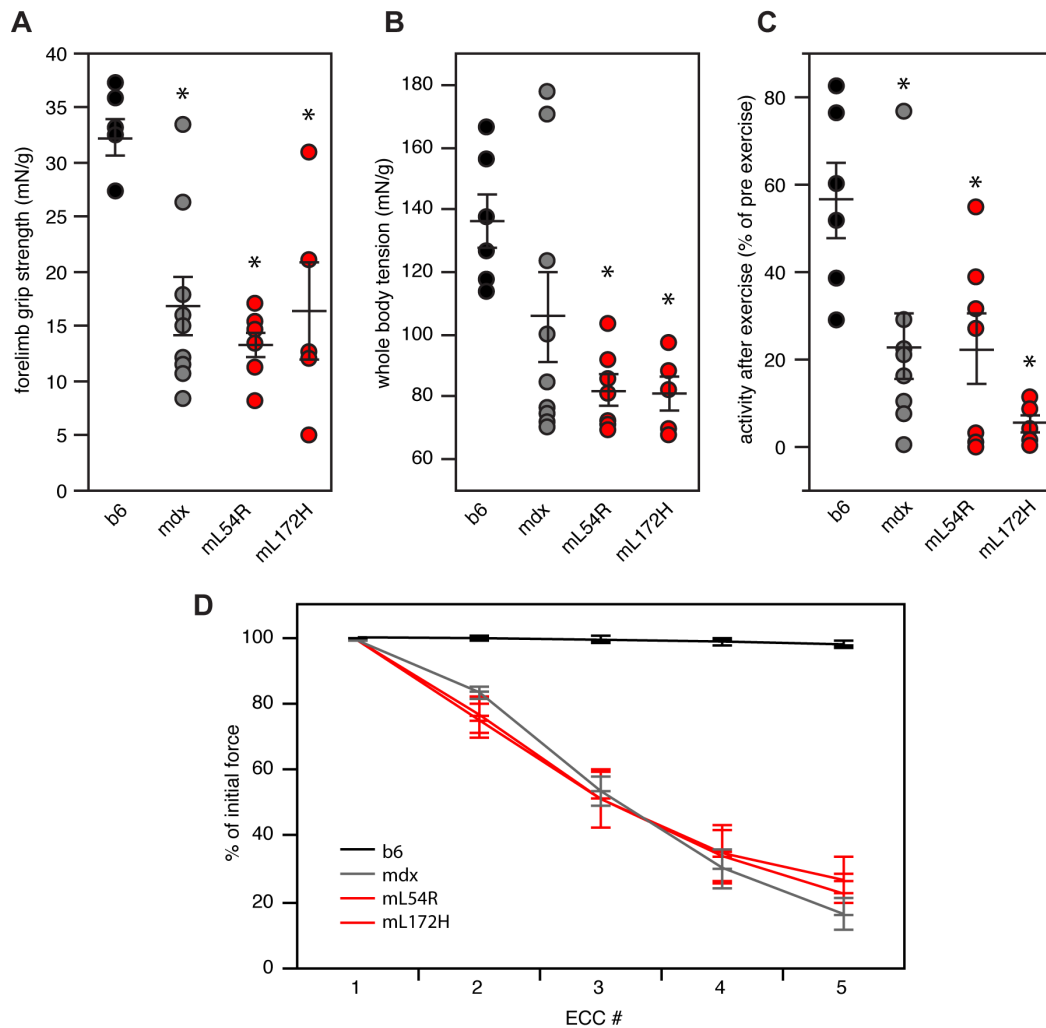 A
forelimb grip strength (mN/g)
40
35
30
25
20
15
10
5
0
*
*
*
b6
mdx
mL54R
mL172H
B
whole body tension (mN/g)
180
160
140
120
100
80
60
*
*
b6
mdx
mL54R
mL172H
C
activity after exercise (% of pre exercise)
80
60
40
20
0
*
*
*
b6
mdx
mL54R
mL172H
D
% of initial force
100
80
60
40
20
0
b6
mdx
mL54R
mL172H
1 2 3 4 5
ECC #